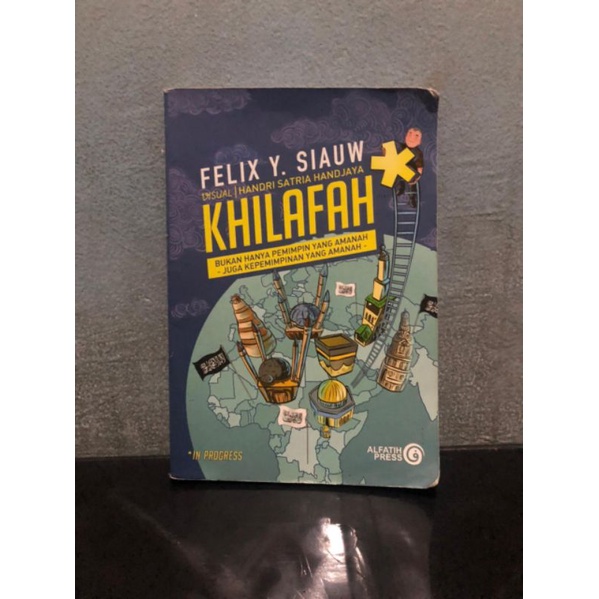 FELIX Y. SIAUW
VISUAL | HANDRI SATRIA HANDJAYA
KHILAFAH*
BUKAN HANYA PEMIMPIN YANG AMANAH
- JUGA KEPEMIMPINAN YANG AMANAH -
*IN PROGRESS
ALFATIH
PRESS